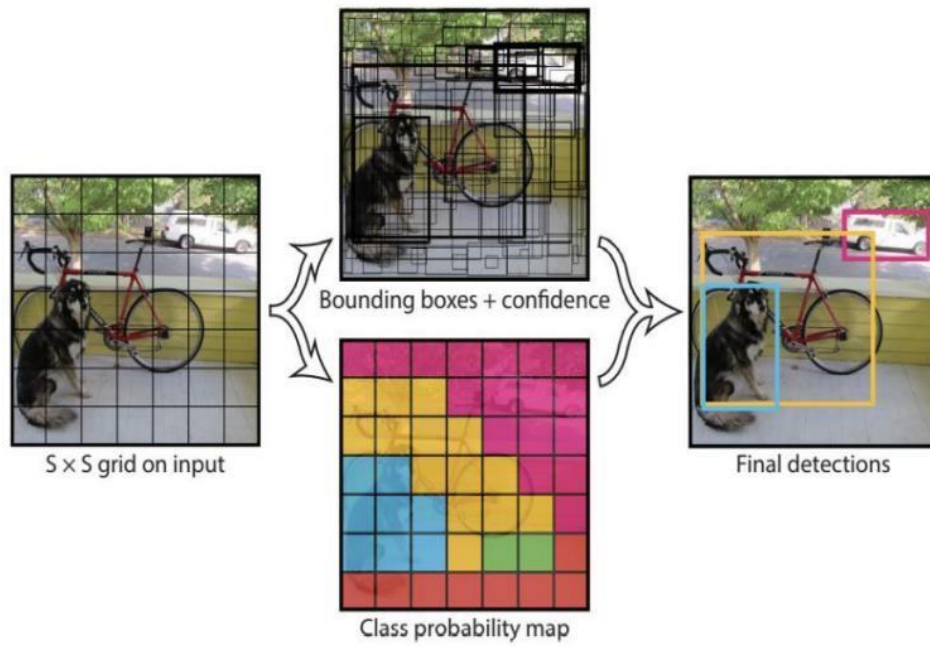 Bounding boxes + confidence
S × S grid on input
Final detections
Class probability map